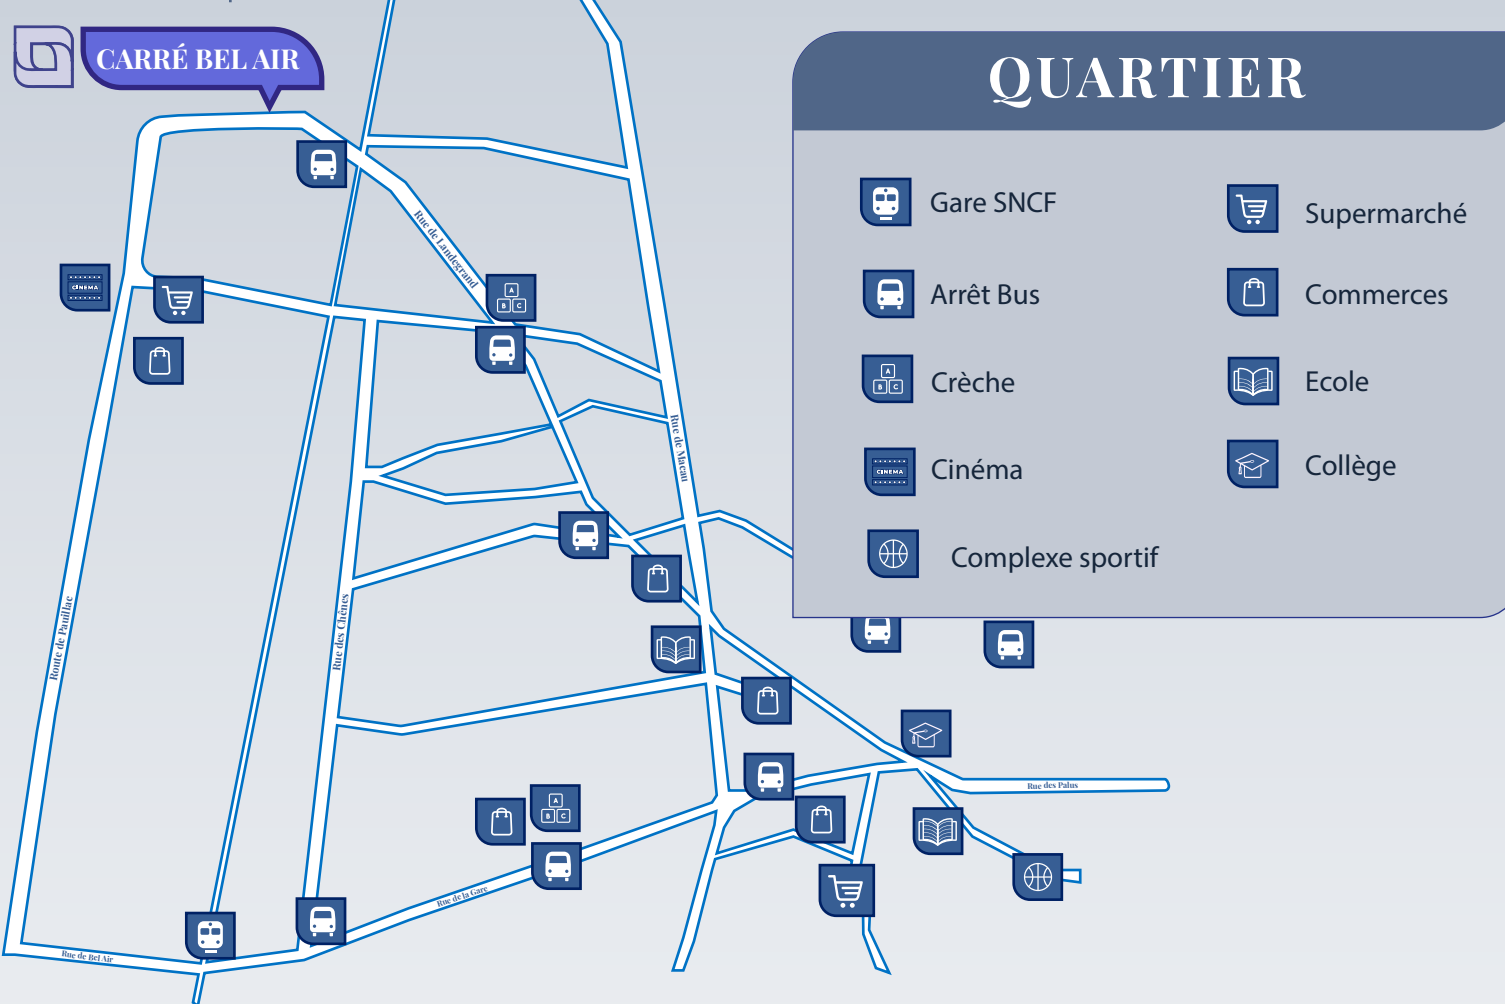 CARRÉ BEL AIR
QUARTIER
Gare SNCF
Supermarché
Arrêt Bus
Commerces
A
B C
Crèche
Ecole
CINEMA
Cinéma
Collège
Complexe sportif
Rue de Landegrand
CINEMA
A
B C
Rue de Macau
Route de Pauillac
Rue des Chênes
Rue des Palus
A
B C
Rue de la Gare
Rue de Bel Air